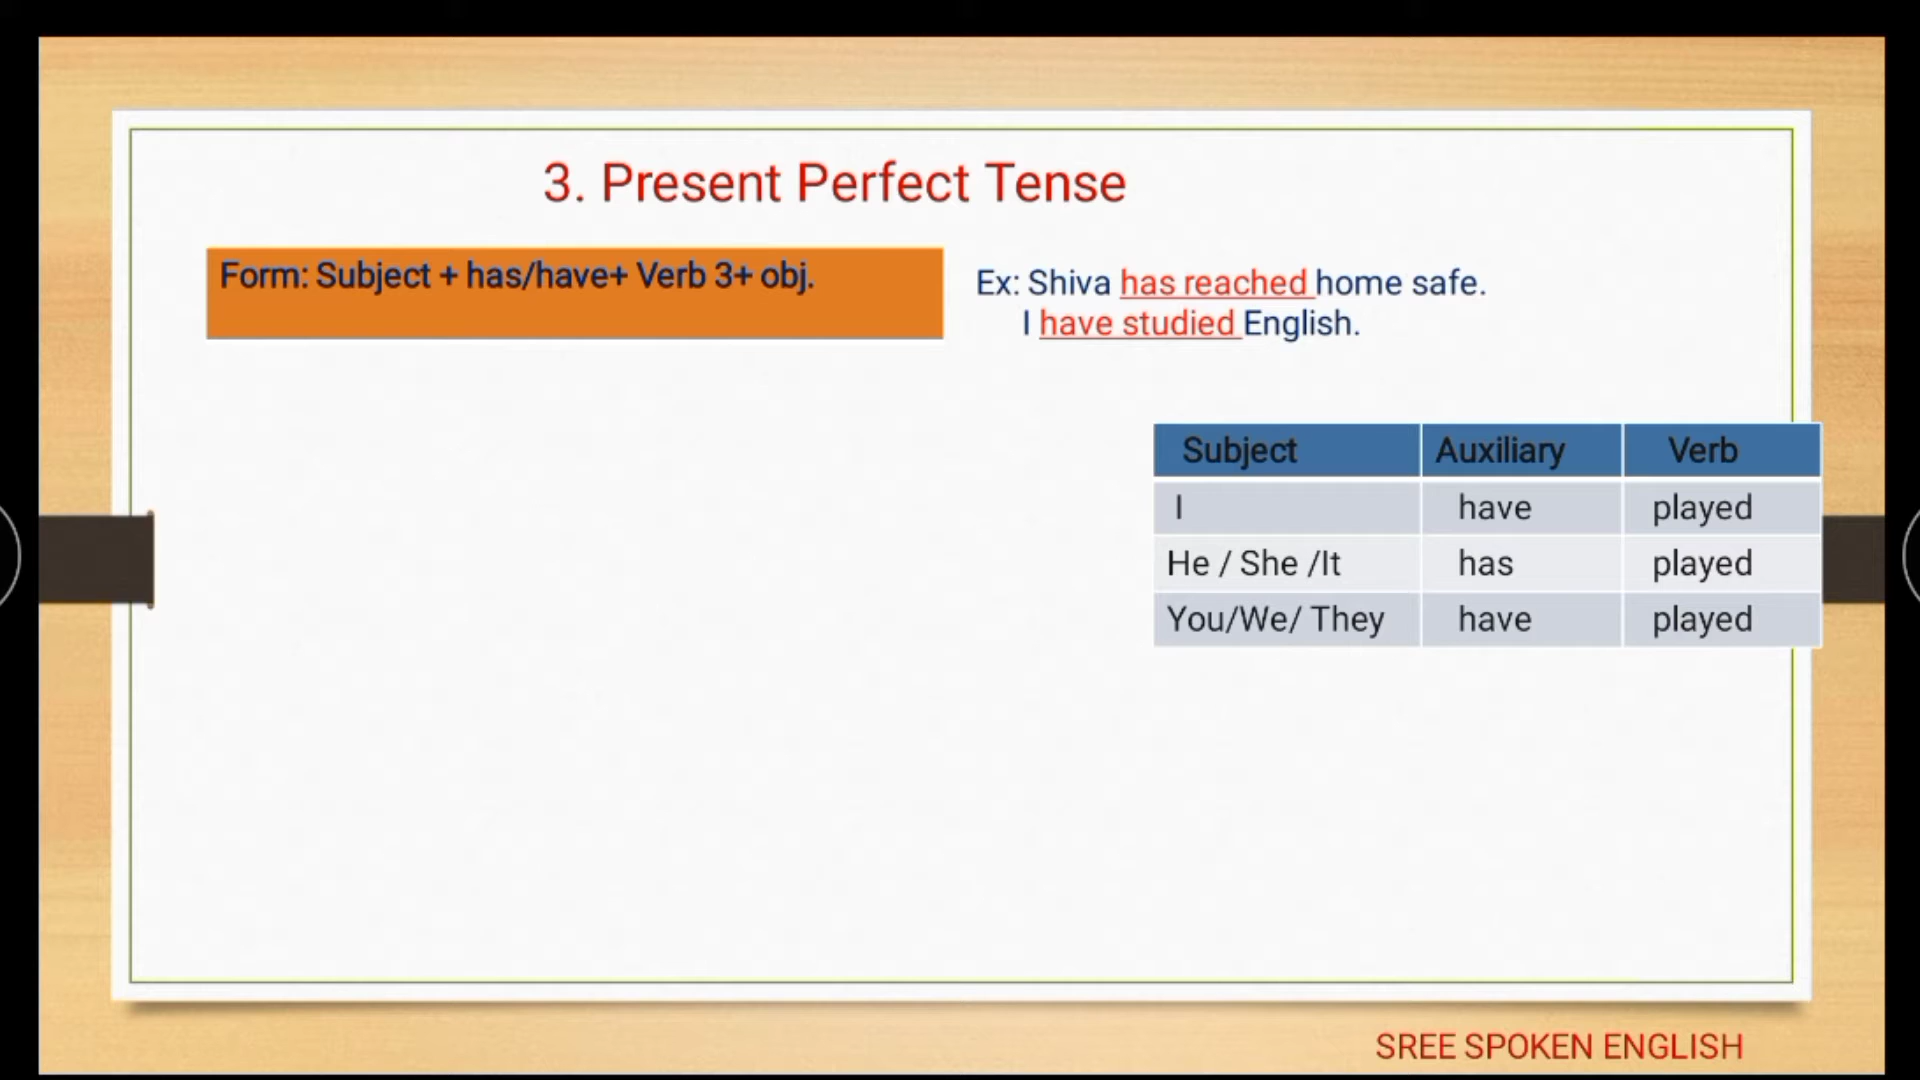 3. Present Perfect Tense
Form: Subject + has/have+ Verb 3+ obj.
Ex: Shiva has reached home safe.
I have studied English.
Subject Auxiliary Verb
I have played
He / She /It has played
You/We/ They have played
SREE SPOKEN ENGLISH